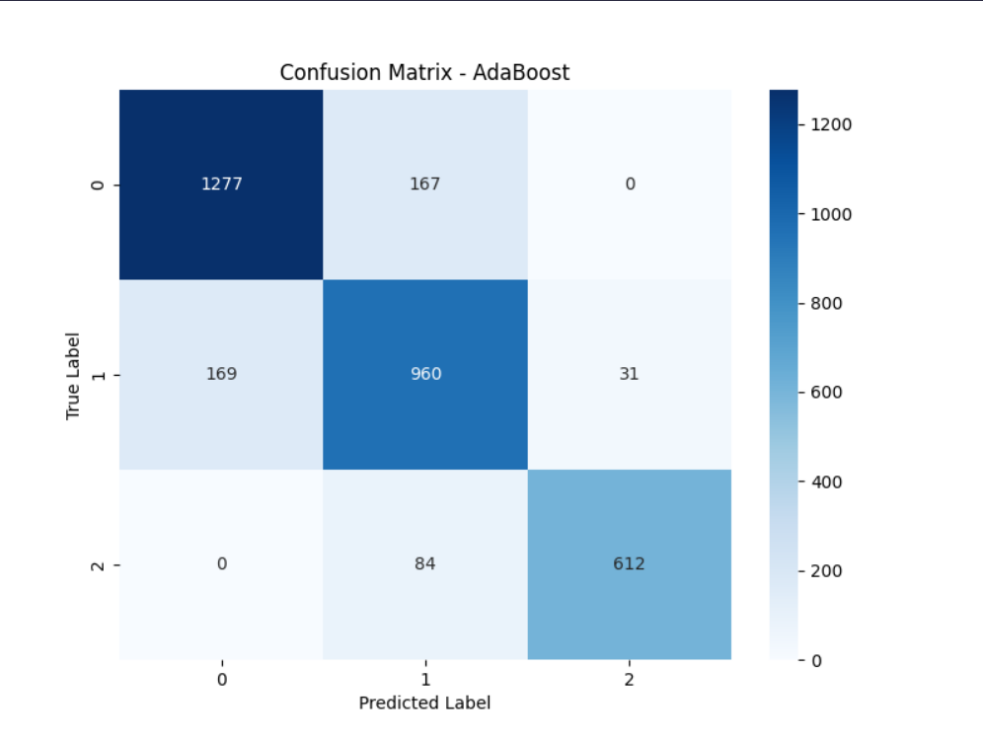 Confusion Matrix - AdaBoost
1277 167 0
169 960 31
0 84 612
0
1
2
True Label
0 1 2
Predicted Label
1200
1000
800
600
400
200
0